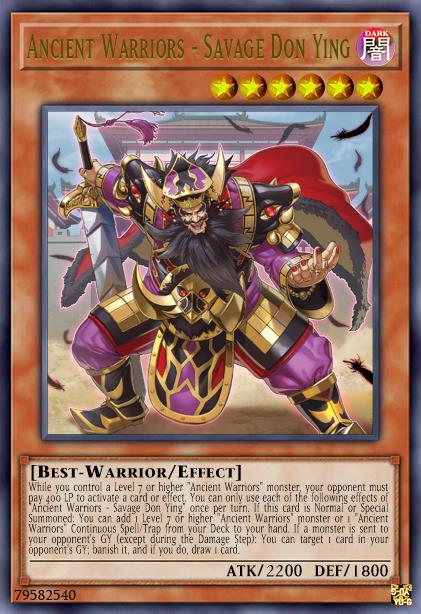 Ancient Warriors - Savage Don Ying
DARK
闇
[Best-Warrior/Effect]
While you control a Level 7 or higher "Ancient Warriors" monster, your opponent must
pay 400 LP to activate a card or effect. You can only use each of the following effects of
"Ancient Warriors - Savage Don Ying" once per turn. If this card is Normal or Special
Summoned: You can add 1 Level 7 or higher "Ancient Warriors" monster or 1 "Ancient
Warriors" Continuous Spell/Trap from your Deck to your hand. If a monster is sent to
your opponent's GY (except during the Damage Step): You can target 1 card in your
opponent's GY; banish it, and if you do, draw 1 card.
ATK/2200 DEF/1800
79582540